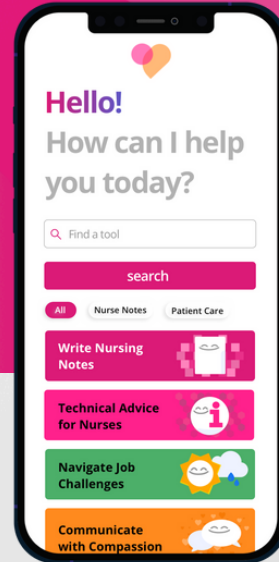 Hello!
How can I help
you today?
Find a tool
search
All
Nurse Notes
Patient Care
Write Nursing
Notes
Technical Advice
for Nurses
Navigate Job
Challenges
Communicate
with Compassion